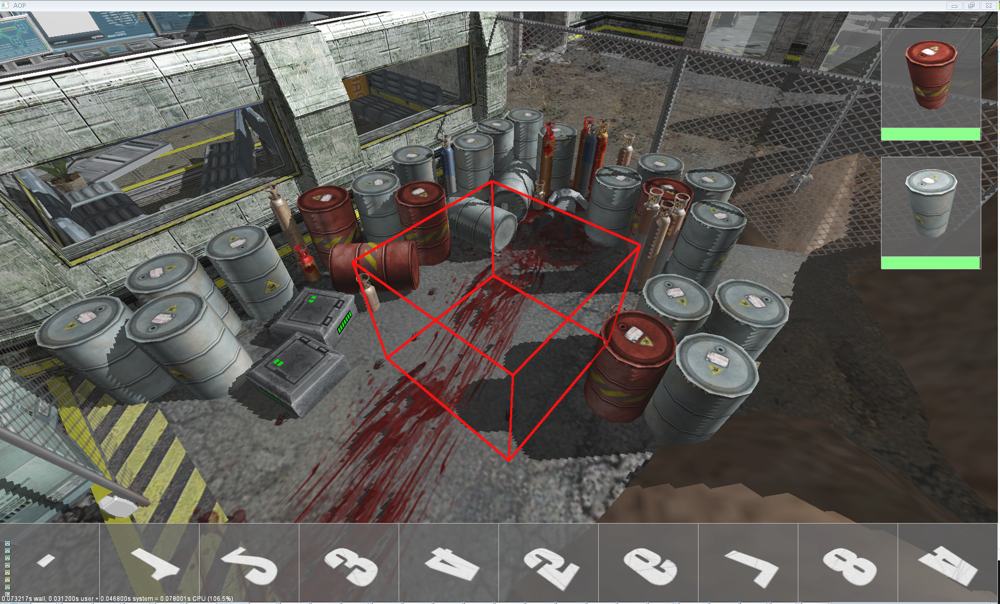 AOP
- 1 2 3 4 5 6 7 8 A
0.073217s wall, 0.031200s user + 0.046800s system = 0.078001s CPU (106.5%)